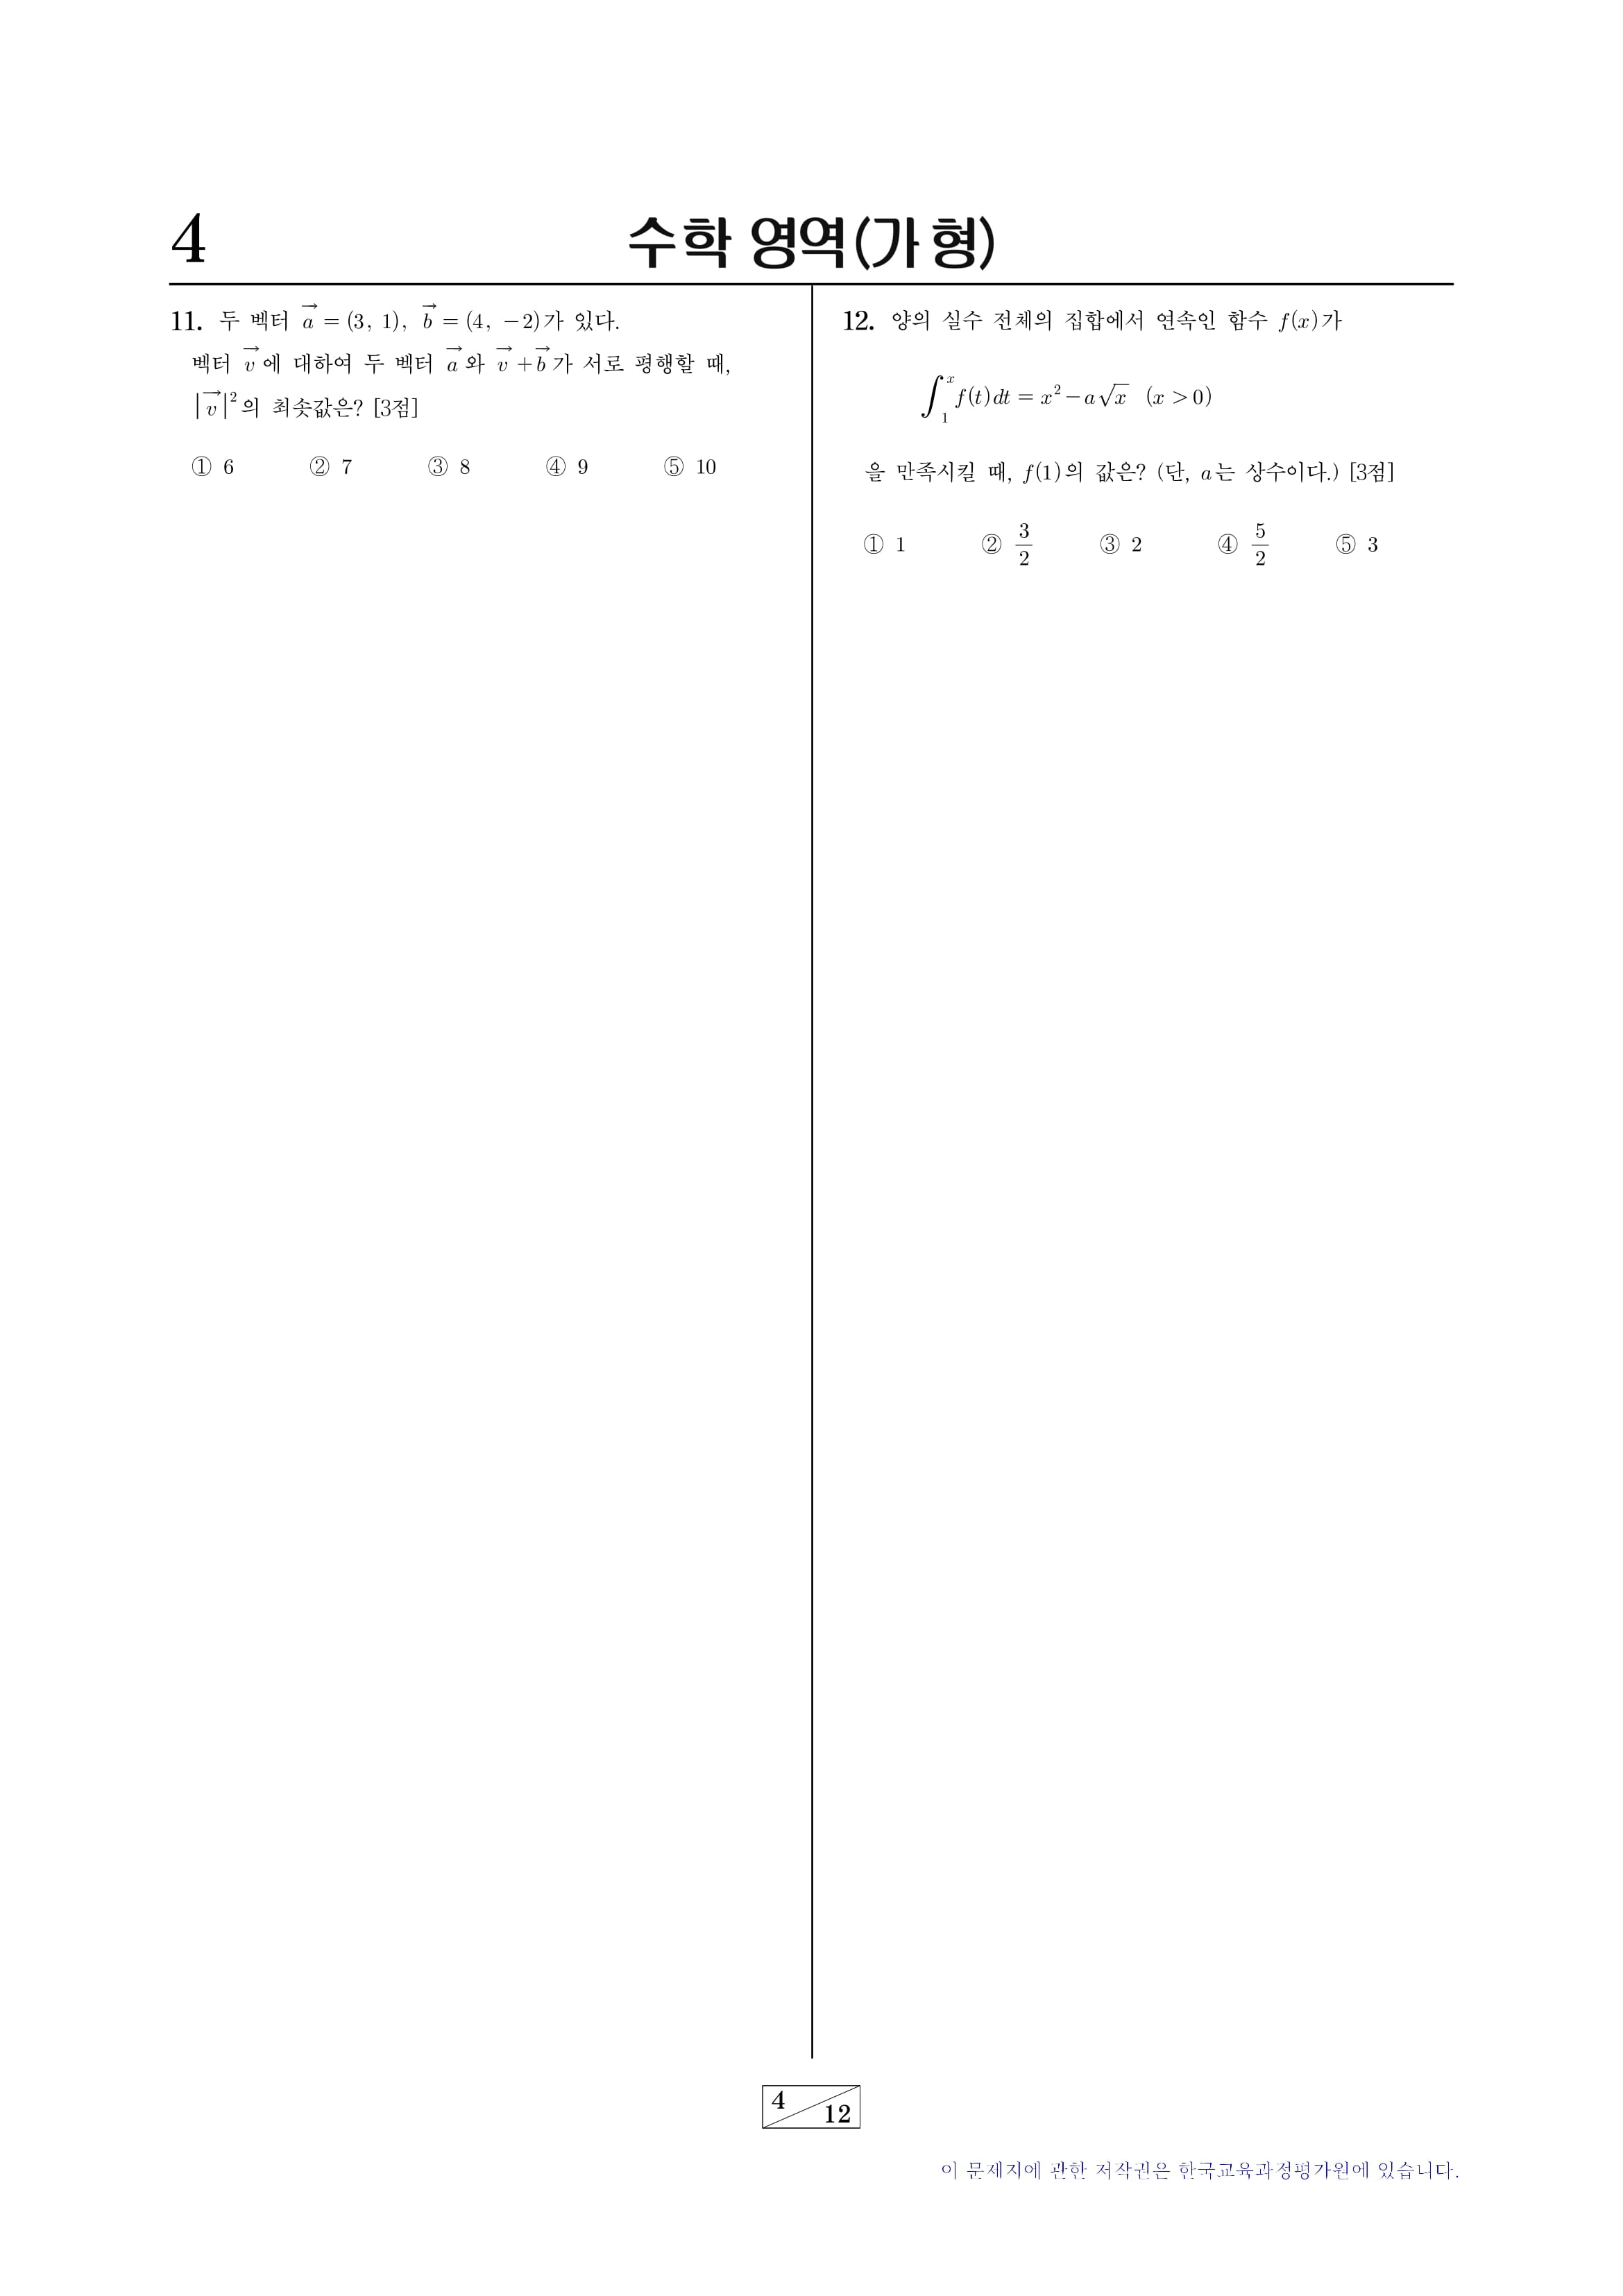 4
수학 영역(가 형)
11. 두 벡터 $\vec{a}=(3, 1)$, $\vec{b}=(4, -2)$가 있다.
벡터 $\vec{v}$에 대하여 두 벡터 $\vec{a}$와 $\vec{v}+\vec{b}$가 서로 평행할 때,
$|\vec{v}|^2$의 최솟값은? [3점]
① 6 ② 7 ③ 8 ④ 9 ⑤ 10
12. 양의 실수 전체의 집합에서 연속인 함수 $f(x)$가
$\int_1^x f(t)dt = x^2 - a\sqrt{x}$ $(x > 0)$
을 만족시킬 때, $f(1)$의 값은? (단, $a$는 상수이다.) [3점]
① 1 ② $\frac{3}{2}$ ③ 2 ④ $\frac{5}{2}$ ⑤ 3
4
12
이 문제지에 관한 저작권은 한국교육과정평가원에 있습니다.